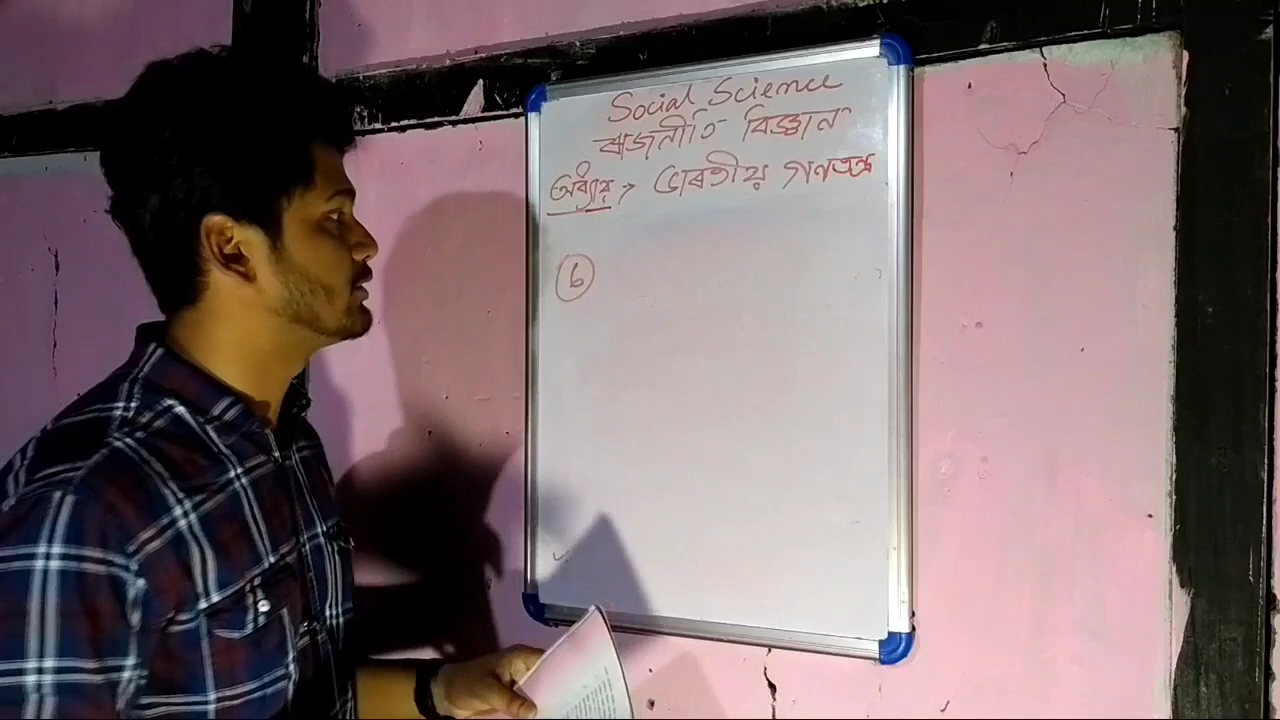 Social Science
ৰাজনীতি বিজ্ঞান
অধ্যায় → ভাৰতীয় গণতন্ত্ৰ
৬